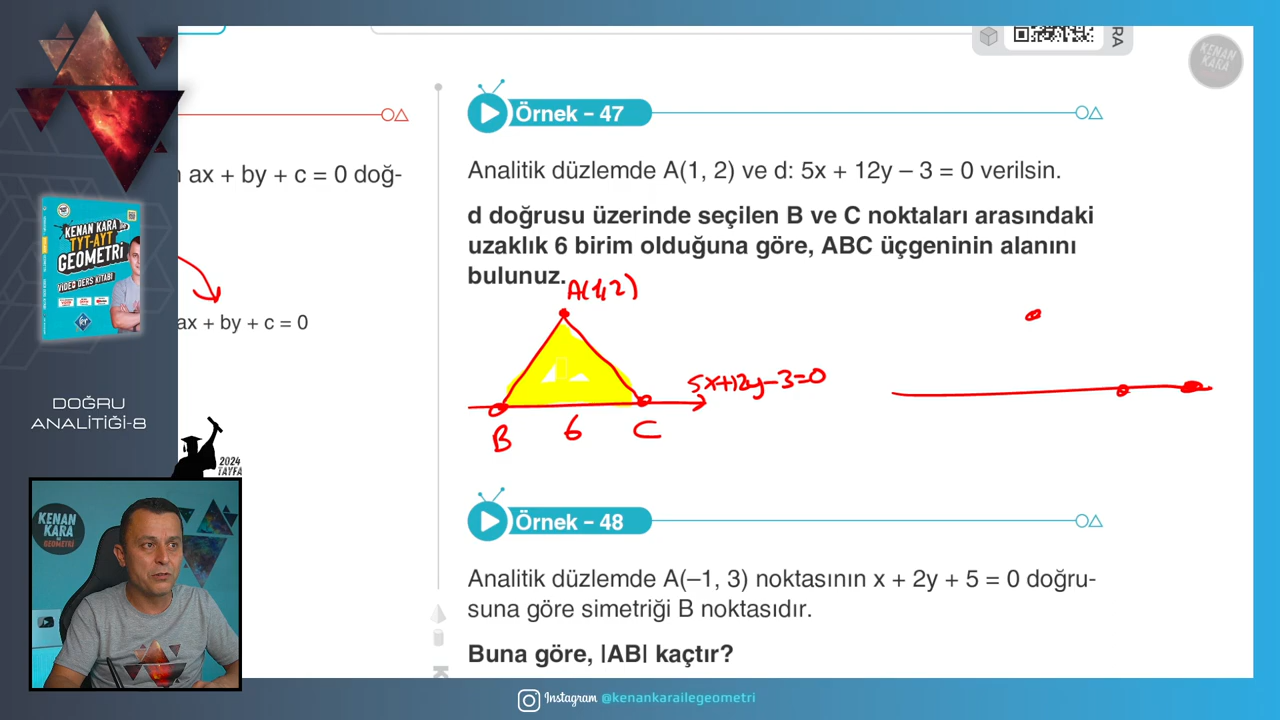 RA
KENAN
KARA
Örnek – 47
n ax + by + c = 0 doğ-
Analitik düzlemde A(1, 2) ve d: 5x + 12y – 3 = 0 verilsin.
d doğrusu üzerinde seçilen B ve C noktaları arasındaki
uzaklık 6 birim olduğuna göre, ABC üçgeninin alanını
bulunuz.
A(1,2)
KENAN KARA ile
TYT-AYT
GEOMETRİ
VİDEO DERS KİTABI
ax + by + c = 0
5x+12y-3=0
B
6
C
DOĞRU
ANALİTİĞİ-8
2024
TAYFA
KENAN
KARA
GEOMETRİ
Örnek – 48
Analitik düzlemde A(–1, 3) noktasının x + 2y + 5 = 0 doğru-
suna göre simetriği B noktasıdır.
Buna göre, |AB| kaçtır?
K
Instagram @kenankarailegeometri